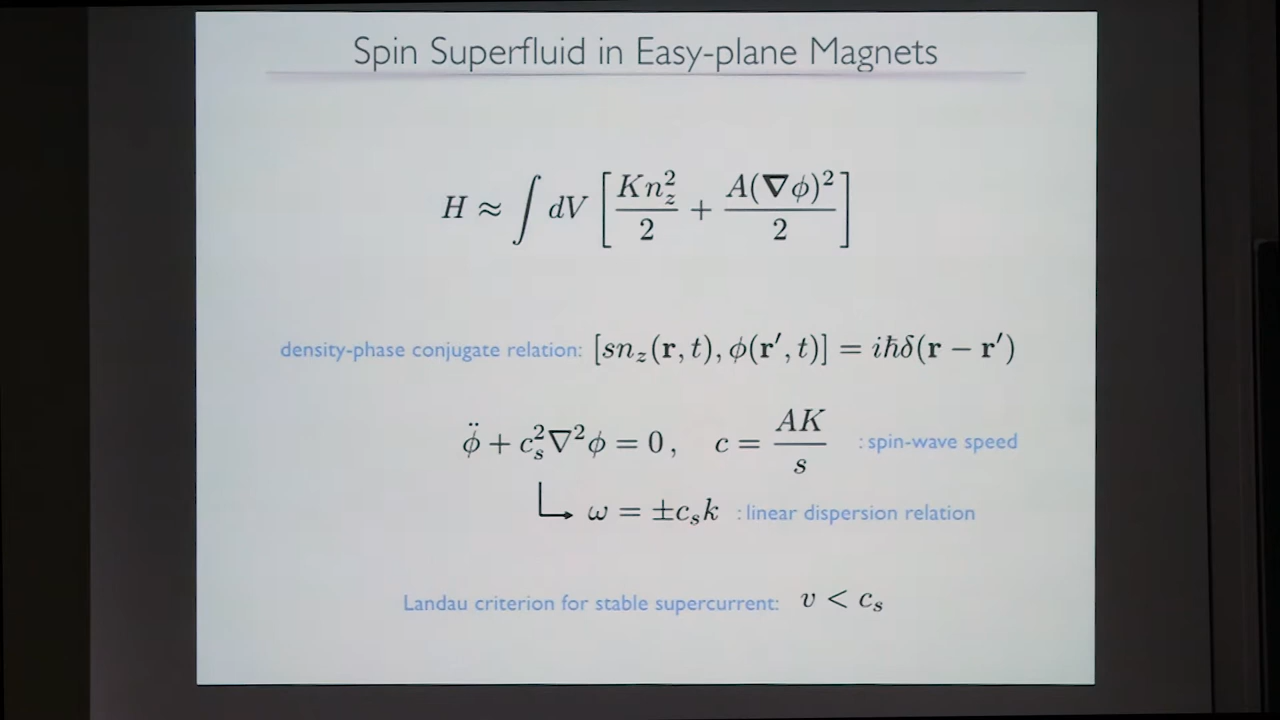 Spin Superfluid in Easy-plane Magnets
H ≈ ∫ dV [ Kn_z^2 / 2 + A(∇ϕ)^2 / 2 ]
density-phase conjugate relation: [sn_z(r, t), ϕ(r′, t)] = iħδ(r − r′)
ϕ̈ + c_s^2∇^2ϕ = 0 , c = AK / s : spin-wave speed
ω = ±c_sk : linear dispersion relation
Landau criterion for stable supercurrent: v < c_s